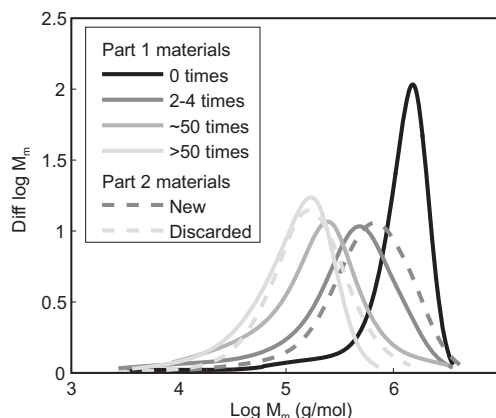 2.5
2
1.5
1
0.5
0
Diff log Mm
Part 1 materials
0 times
2-4 times
~50 times
>50 times
Part 2 materials
New
Discarded
3 4 5 6
Log Mm (g/mol)